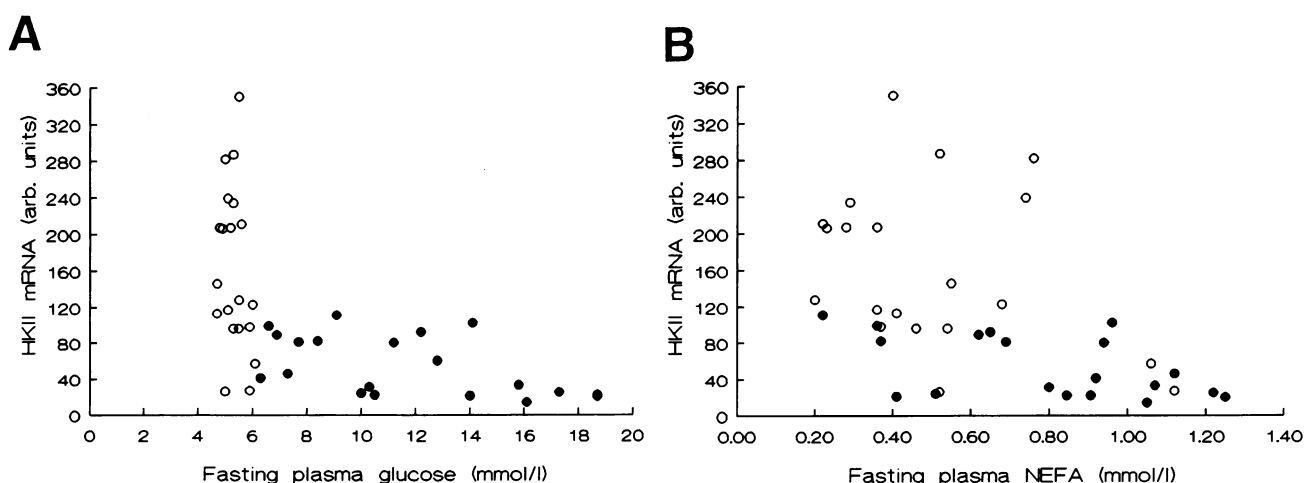 A
HKII mRNA (arb. units)
360
320
280
240
200
160
120
80
40
0
0 2 4 6 8 10 12 14 16 18 20
Fasting plasma glucose (mmol/l)
B
HKII mRNA (arb. units)
360
320
280
240
200
160
120
80
40
0
0.00 0.20 0.40 0.60 0.80 1.00 1.20 1.40
Fasting plasma NEFA (mmol/l)